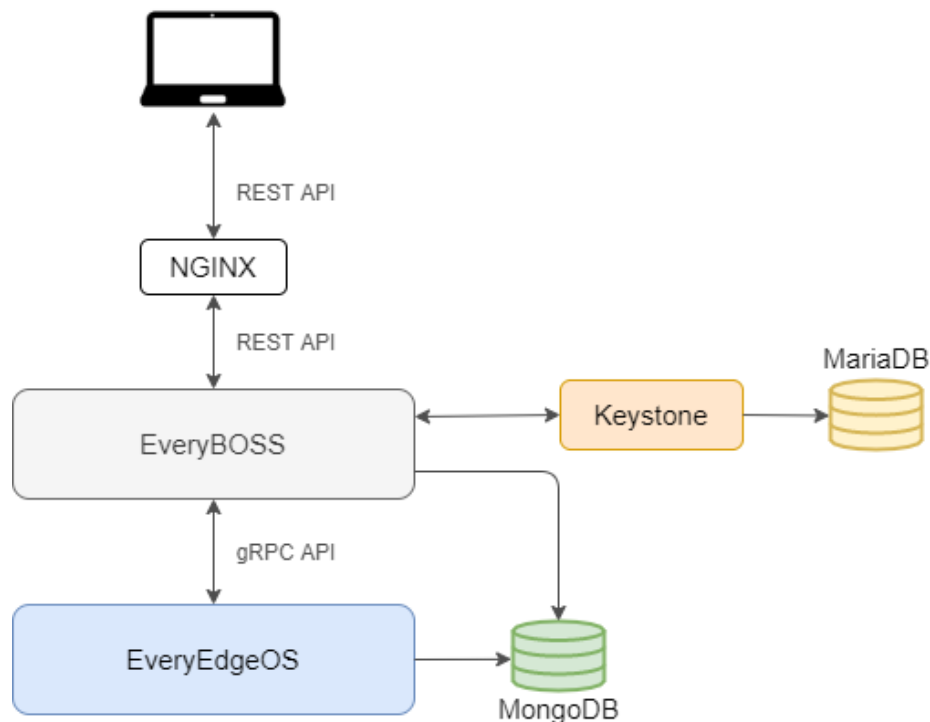 REST API
NGINX
REST API
MariaDB
EveryBOSS
Keystone
gRPC API
EveryEdgeOS
MongoDB